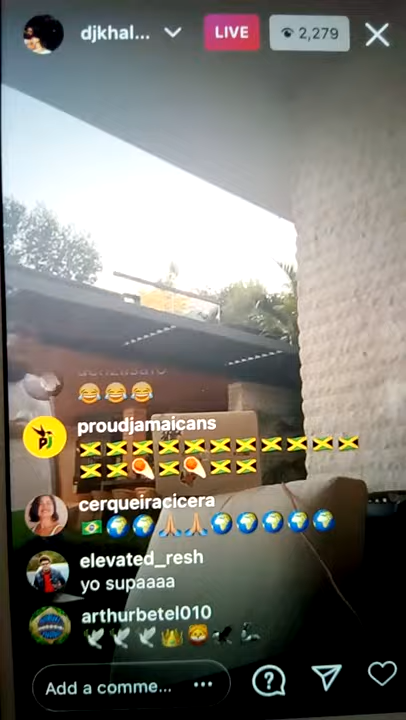 djkhal...
LIVE
2,279
proudjamaicans
cerqueiracicera
elevated_resh
yo supaaaa
arthurbetel010
Add a comme...